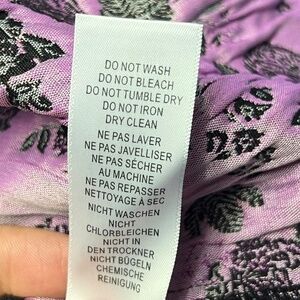 DO NOT WASH
DO NOT BLEACH
DO NOT TUMBLE DRY
DO NOT IRON
DRY CLEAN
NE PAS LAVER
NE PAS JAVELLISER
NE PAS SÉCHER
AU MACHINE
NE PAS REPASSER
NETTOYAGE À SEC
NICHT WASCHEN
NICHT
CHLORBLEICHEN
NICHT IN
DEN TROCKNER
NICHT BÜGELN
CHEMISCHE
REINIGUNG